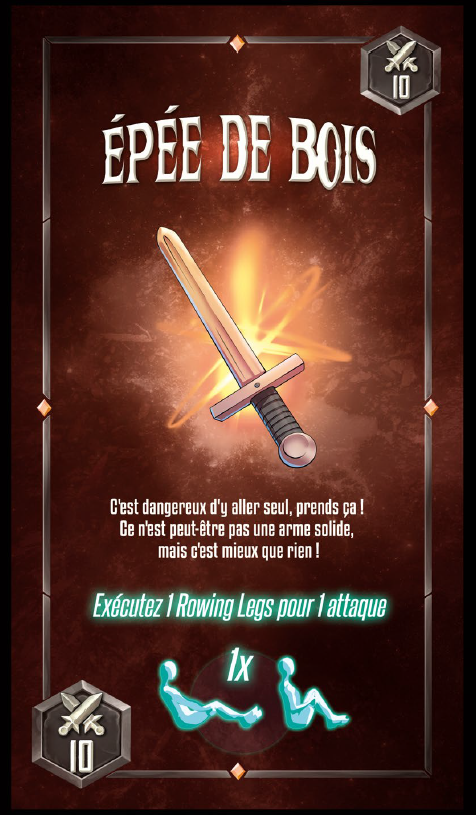 10
ÉPÉE DE BOIS
C'est dangereux d'y aller seul, prends ça !
Ce n'est peut-être pas une arme solide,
mais c'est mieux que rien !
Exécutez 1 Rowing Legs pour 1 attaque
1x
10